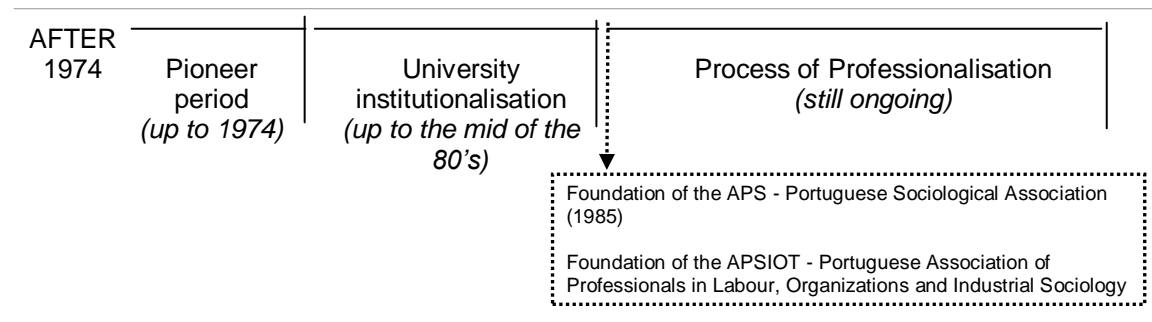 AFTER
1974
Pioneer
period
(up to 1974)
University
institutionalisation
(up to the mid of the
80’s)
Process of Professionalisation
(still ongoing)
Foundation of the APS - Portuguese Sociological Association
(1985)
Foundation of the APSIOT - Portuguese Association of
Professionals in Labour, Organizations and Industrial Sociology